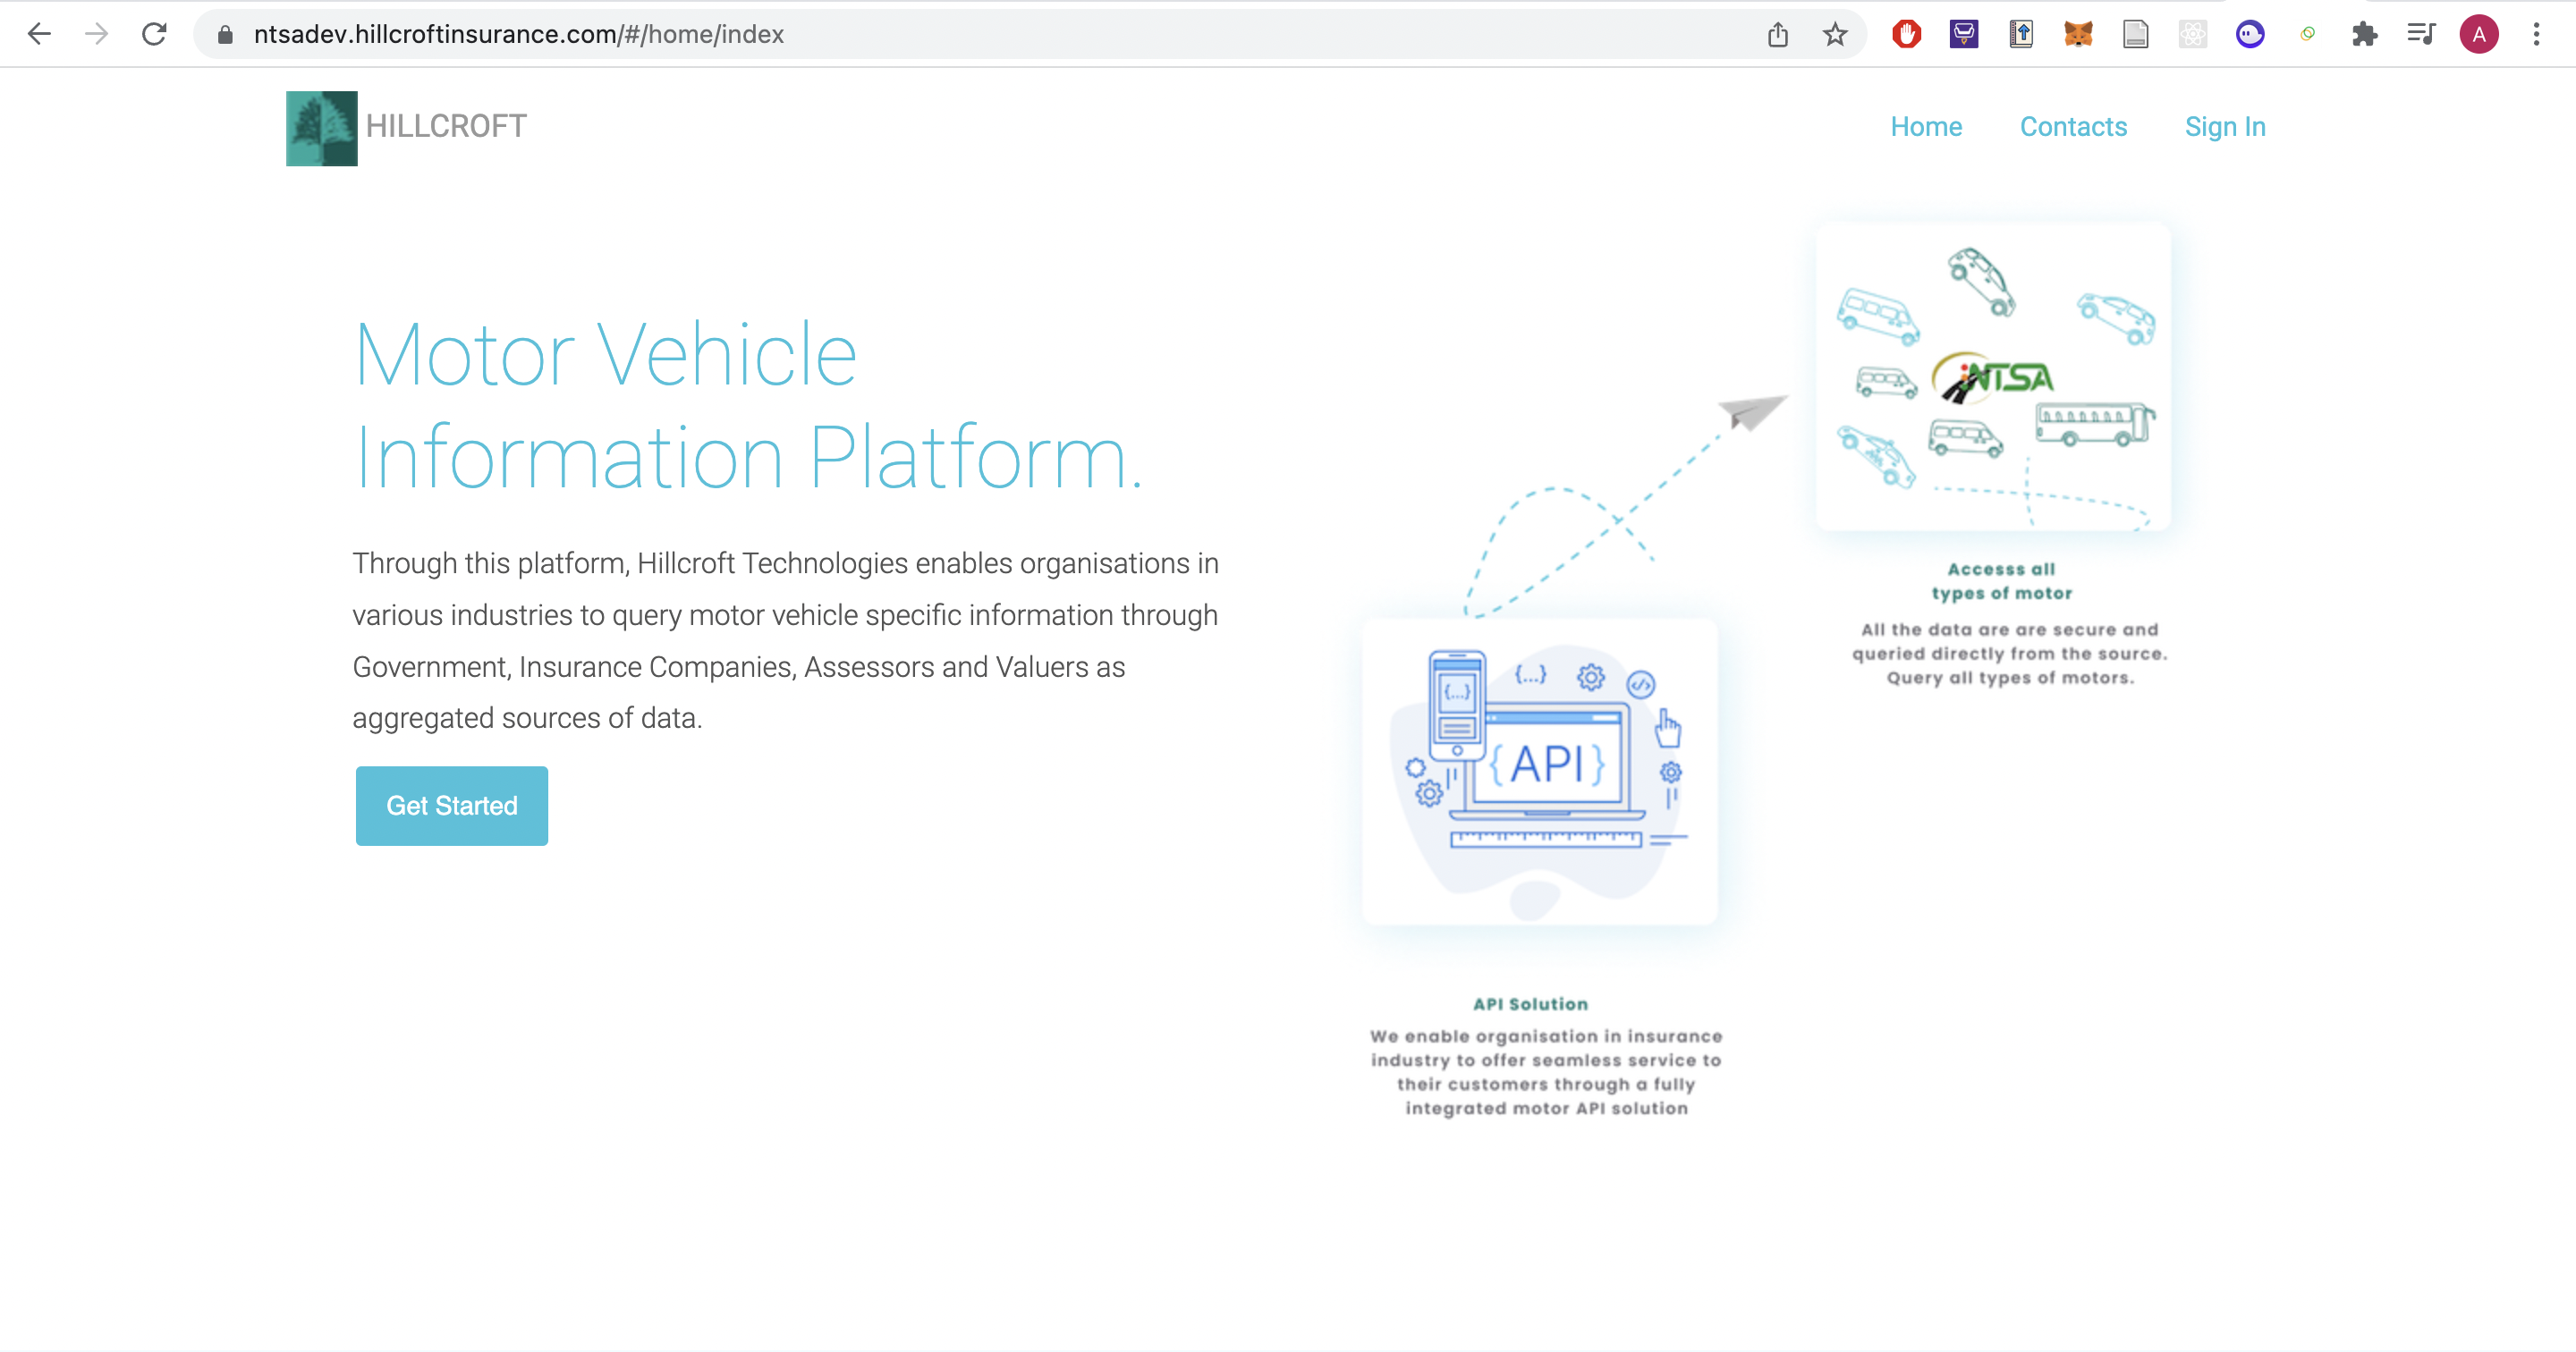 ntsadev.hillcroftinsurance.com/#/home/index
A
HILLCROFT
Home
Contacts
Sign In
Motor Vehicle
Information Platform.
Through this platform, Hillcroft Technologies enables organisations in
various industries to query motor vehicle specific information through
Government, Insurance Companies, Assessors and Valuers as
aggregated sources of data.
Get Started
NTSA
Accesss all
types of motor
All the data are are secure and
queried directly from the source.
Query all types of motors.
{...}
{...}
</>
{API}
API Solution
We enable organisation in insurance
industry to offer seamless service to
their customers through a fully
integrated motor API solution